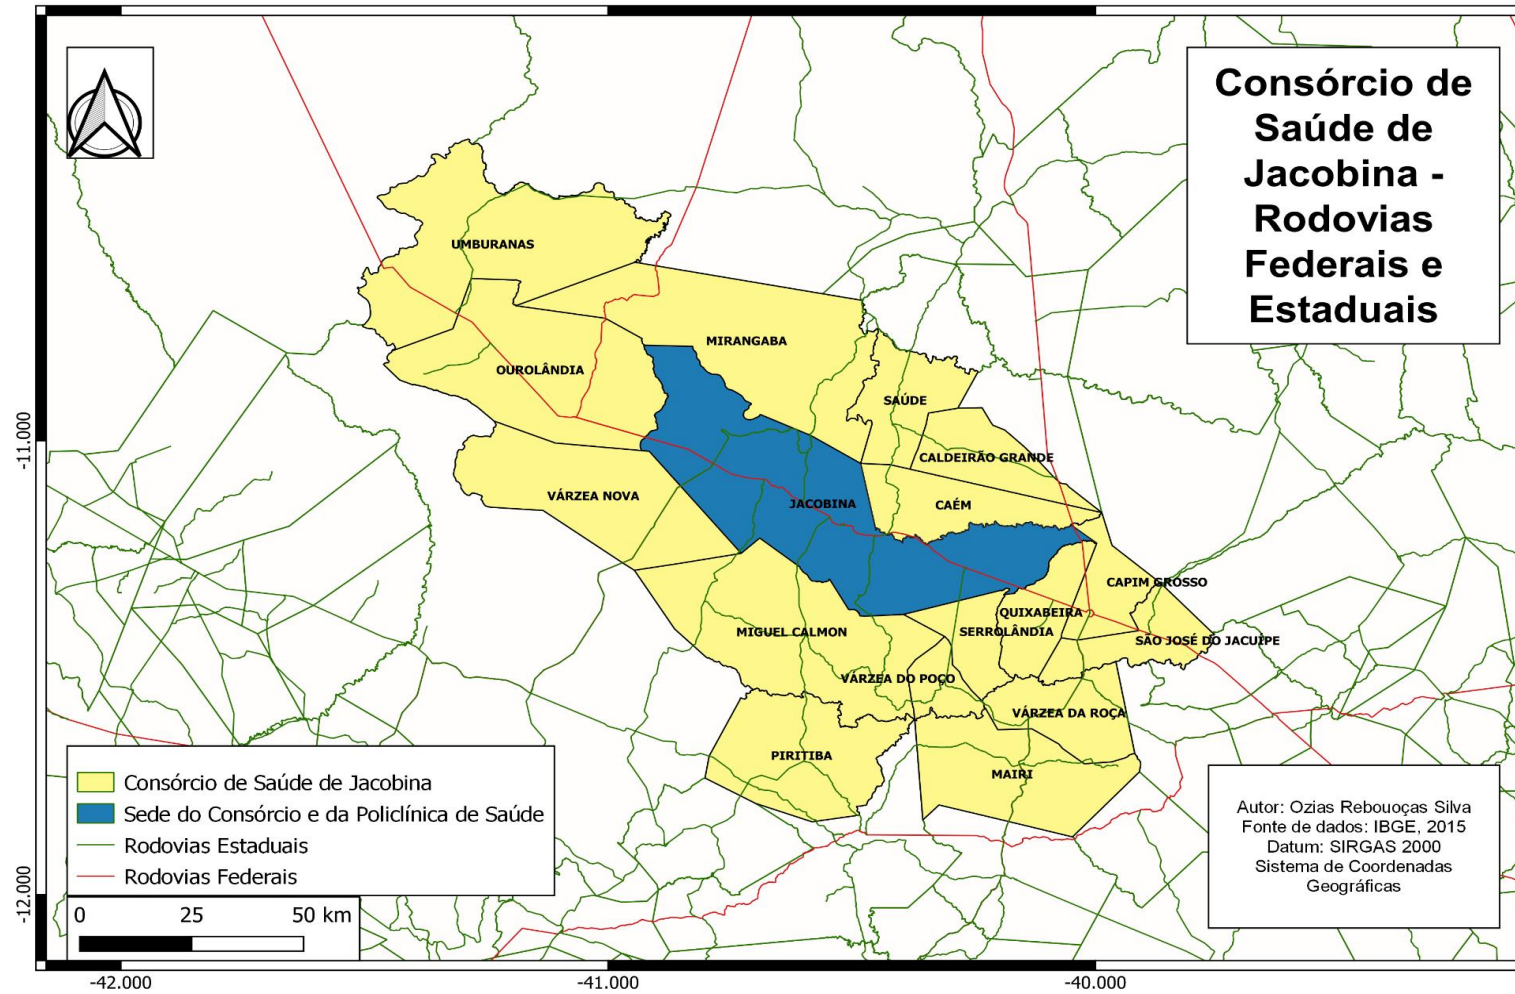 Consórcio de
Saúde de
Jacobina -
Rodovias
Federais e
Estaduais
UMBURANAS
MIRANGABA
OUROLÂNDIA
SAÚDE
CALDEIRÃO GRANDE
VÁRZEA NOVA
JACOBINA
CAÉM
CAPIM GROSSO
QUIXABEIRA
MIGUEL CALMON
SERROLÂNDIA
SÃO JOSÉ DO JACUÍPE
VÁRZEA DO POÇO
VÁRZEA DA ROÇA
PIRITIBA
MAIRI
-11.000
-12.000
Consórcio de Saúde de Jacobina
Sede do Consórcio e da Policlínica de Saúde
Rodovias Estaduais
Rodovias Federais
0 25 50 km
Autor: Ozias Rebouoças Silva
Fonte de dados: IBGE, 2015
Datum: SIRGAS 2000
Sistema de Coordenadas
Geográficas
-42.000 -41.000 -40.000